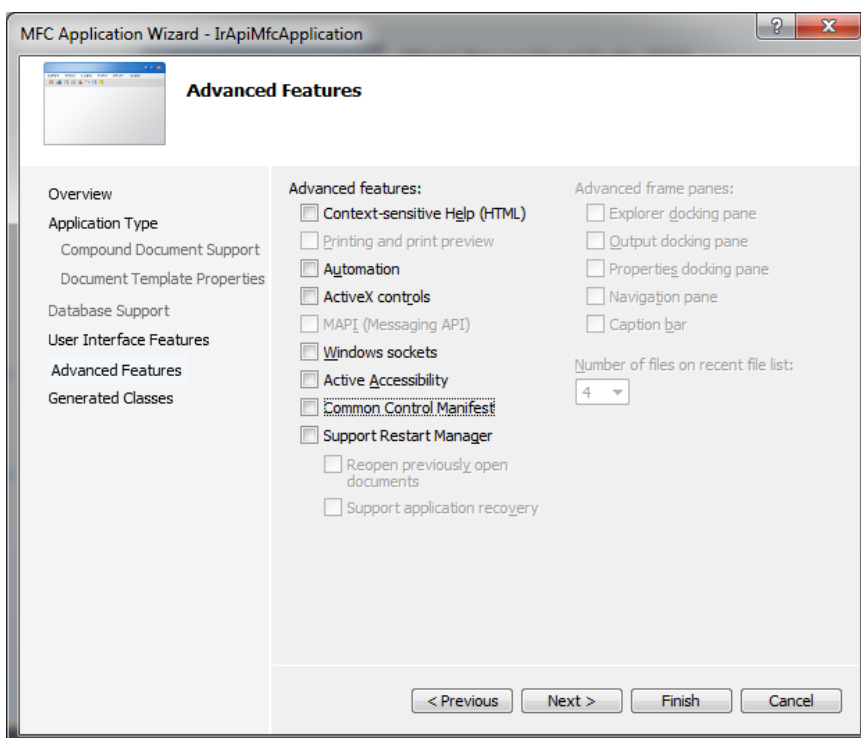 MFC Application Wizard - IrApiMfcApplication
Advanced Features
Overview
Application Type
Compound Document Support
Document Template Properties
Database Support
User Interface Features
Advanced Features
Generated Classes
Advanced features:
Context-sensitive Help (HTML)
Printing and print preview
Automation
ActiveX controls
MAPI (Messaging API)
Windows sockets
Active Accessibility
Common Control Manifest
Support Restart Manager
Reopen previously open
documents
Support application recovery
Advanced frame panes:
Explorer docking pane
Output docking pane
Properties docking pane
Navigation pane
Caption bar
Number of files on recent file list:
4
< Previous
Next >
Finish
Cancel